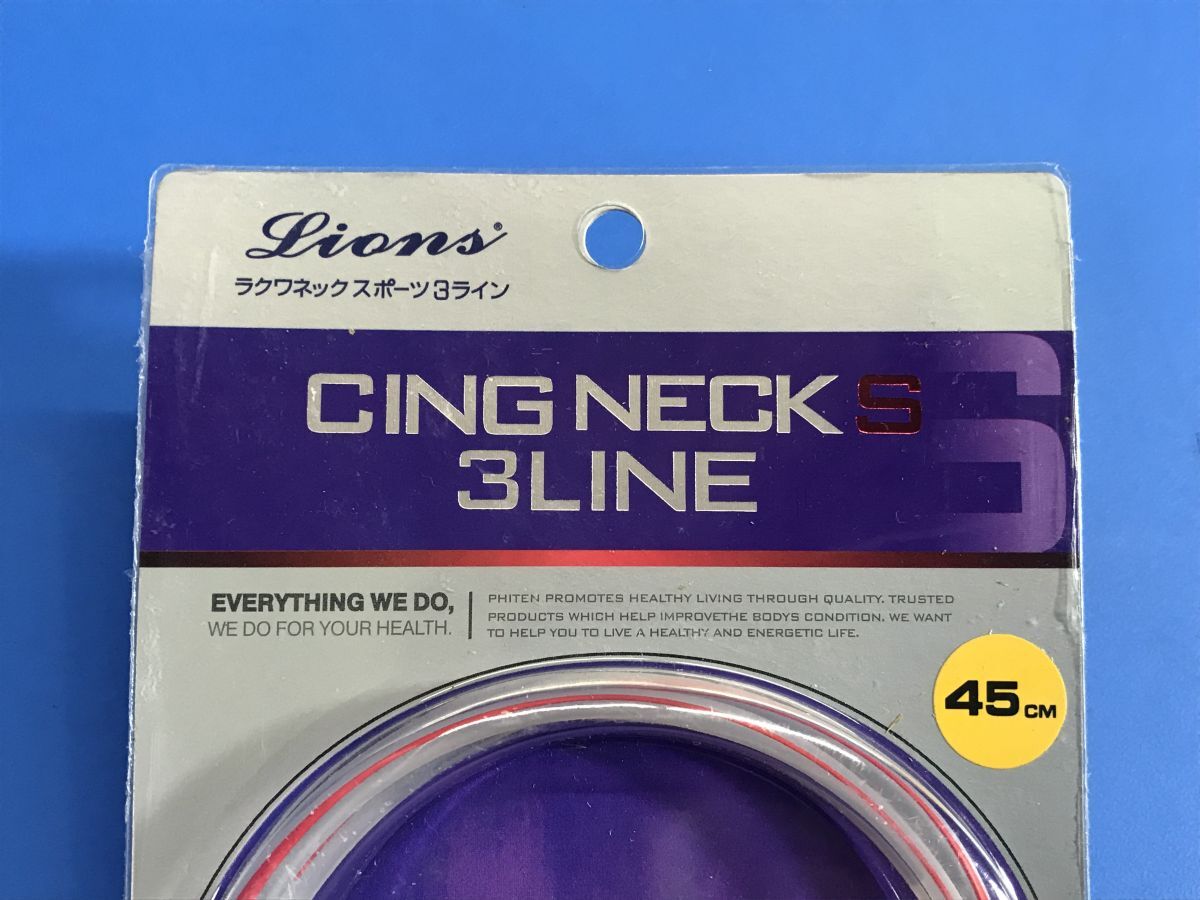 Lions®
ラクワネック スポーツ 3ライン
CING NECK S
3LINE
S
EVERYTHING WE DO,
WE DO FOR YOUR HEALTH.
PHITEN PROMOTES HEALTHY LIVING THROUGH QUALITY. TRUSTED
PRODUCTS WHICH HELP IMPROVETHE BODYS CONDITION. WE WANT
TO HELP YOU TO LIVE A HEALTHY AND ENERGETIC LIFE.
45 CM